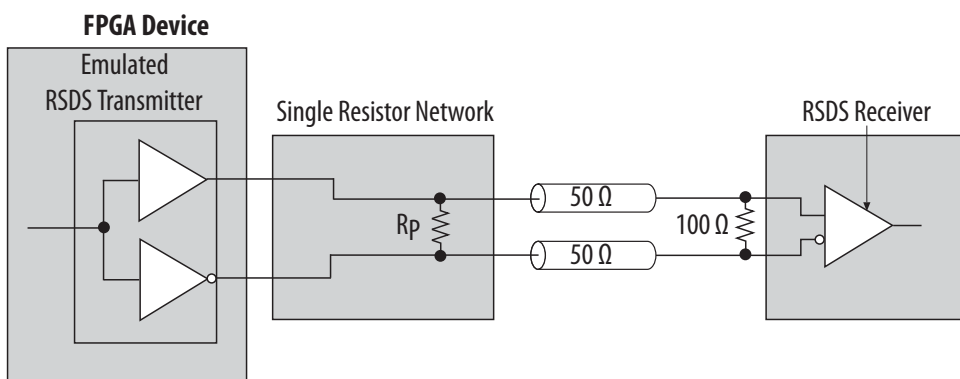 FPGA Device
Emulated
RSDS Transmitter
Single Resistor Network
RSDS Receiver
50 Ω
RP
100 Ω
50 Ω